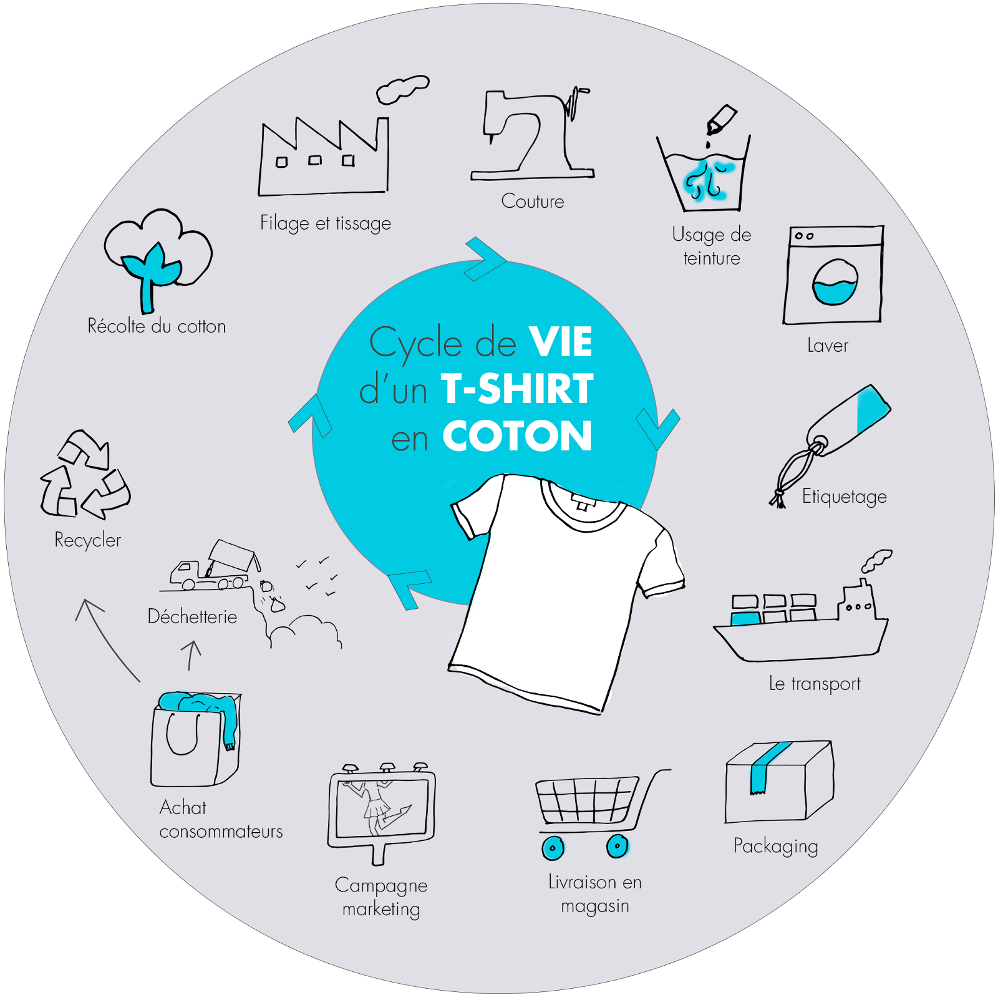 Cycle de VIE
d'un T-SHIRT
en COTON
Récolte du cotton
Filage et tissage
Couture
Usage de
teinture
Laver
Etiquetage
Le transport
Packaging
Livraison en
magasin
Campagne
marketing
Achat
consommateurs
Déchetterie
Recycler